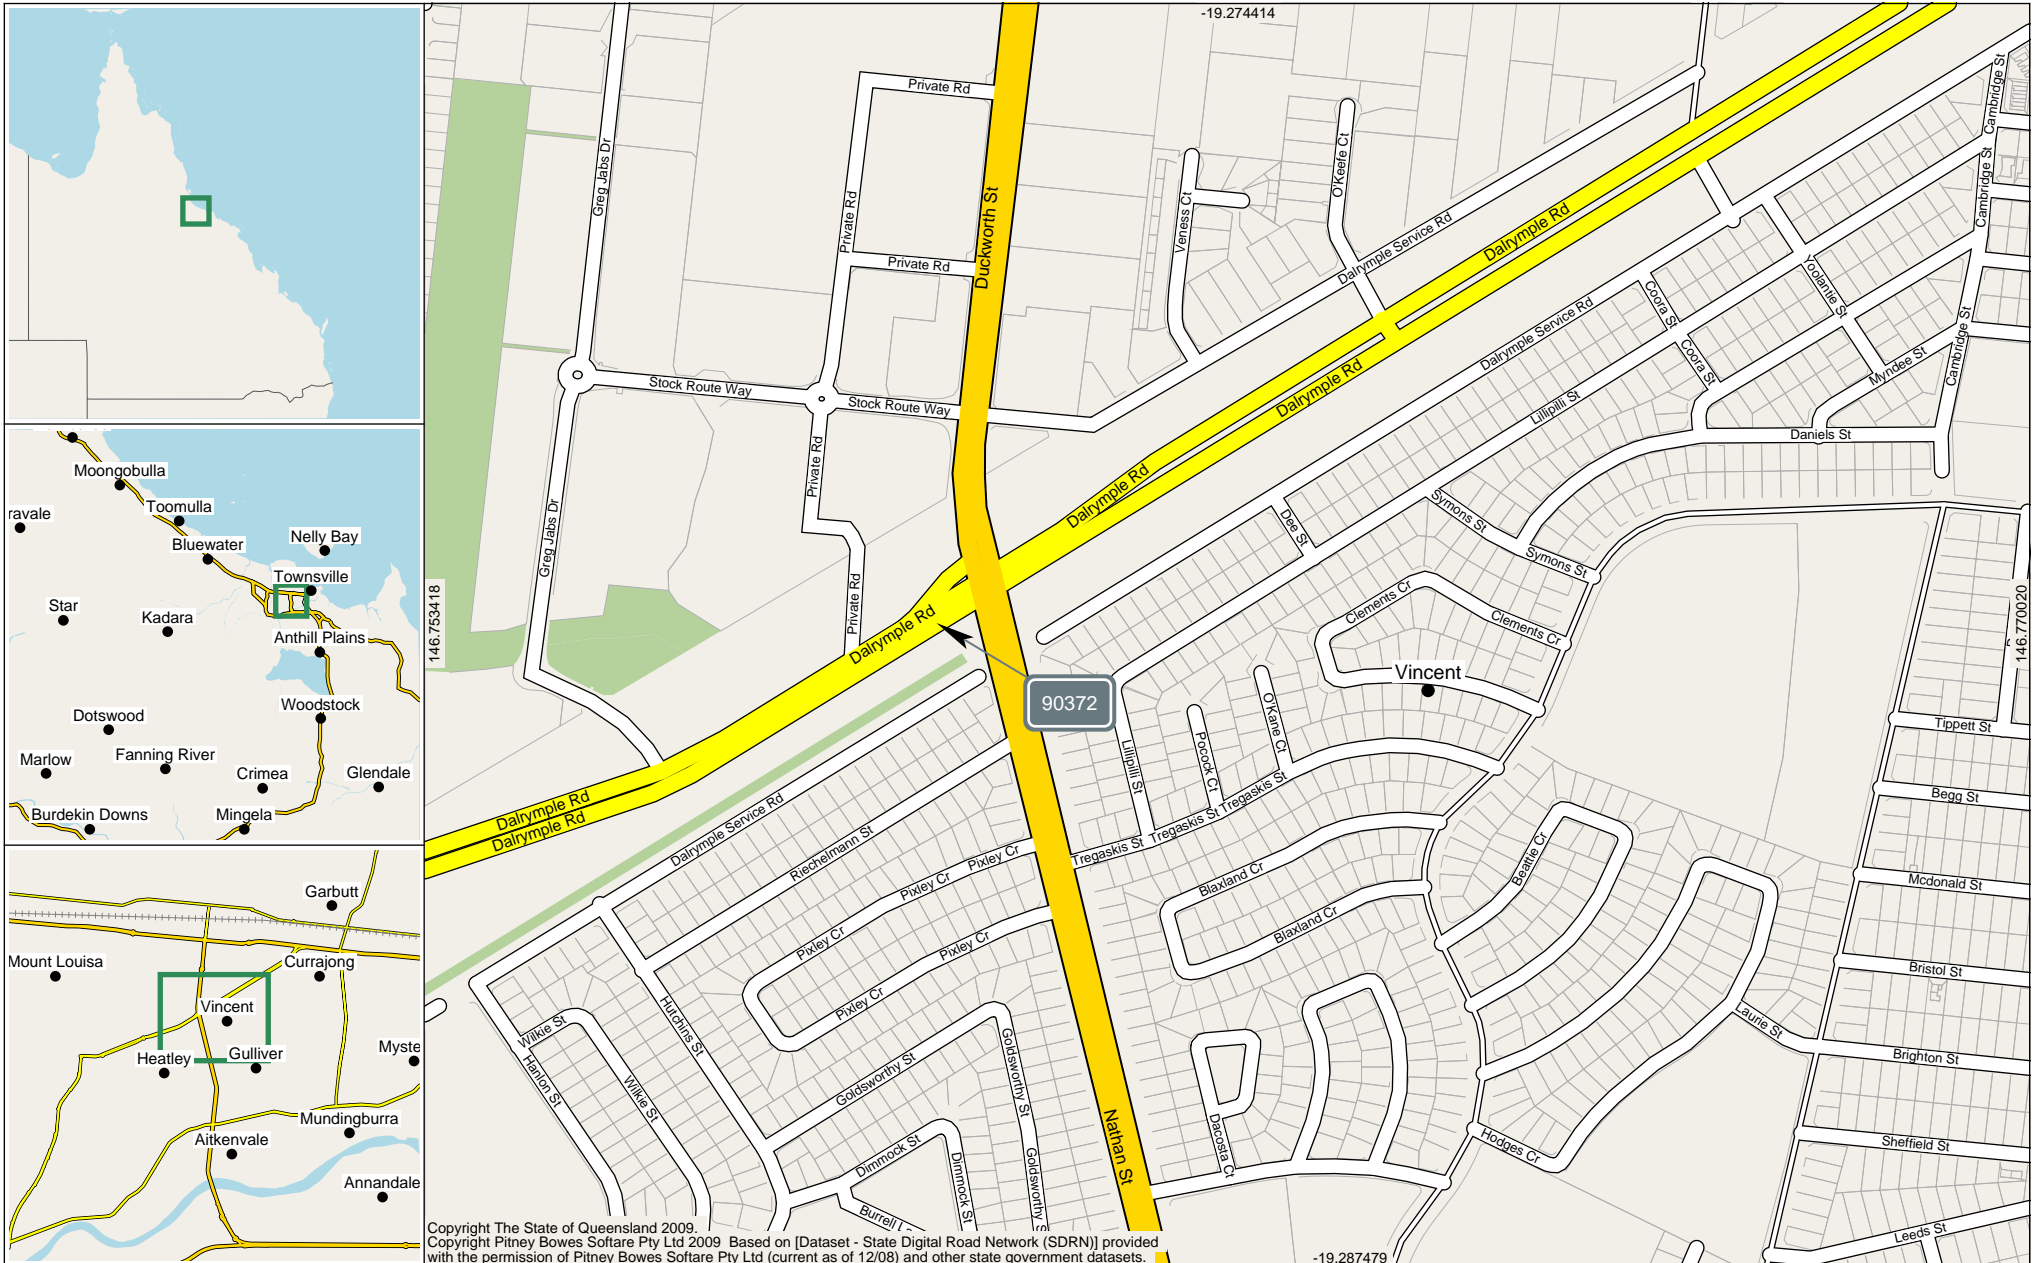 Moongobulla
Toomulla
ravale
Bluewater
Nelly Bay
Townsville
Star
Kadara
Anthill Plains
Woodstock
Dotswood
Marlow
Fanning River
Crimea
Glendale
Burdekin Downs
Mingela
Garbutt
Mount Louisa
Currajong
Vincent
Heatley
Gulliver
Myste
Mundingburra
Aitkenvale
Annandale
-19.274414
146.753418
146.770020
-19.287479
Private Rd
Private Rd
Private Rd
Private Rd
Private Rd
Greg Jabs Dr
Greg Jabs Dr
Duckworth St
Veness Ct
O'Keefe Ct
Dalrymple Service Rd
Dalrymple Rd
Dalrymple Rd
Dalrymple Rd
Dalrymple Rd
Dalrymple Rd
Dalrymple Rd
Stock Route Way
Stock Route Way
Cambridge St
Cambridge St
Cambridge St
Yoolantie St
Coora St
Coora St
Myndee St
Dalrymple Service Rd
Lillipilli St
Daniels St
Symons St
Symons St
Dee St
Clements Cr
Clements Cr
Vincent
90372
O'Kane Ct
Pocock Ct
Lillipilli St
Tregaskis St
Tregaskis St
Tregaskis St
Tippett St
Begg St
Mcdonald St
Bristol St
Brighton St
Sheffield St
Leeds St
Laurie St
Beattie Cr
Blaxland Cr
Blaxland Cr
Dalrymple Service Rd
Riechelmann St
Pixley Cr
Pixley Cr
Pixley Cr
Pixley Cr
Pixley Cr
Hutchins St
Wilkie St
Wilkie St
Hanlon St
Goldsworthy St
Goldsworthy St
Goldsworthy S
Dimmock St
Dimmock St
Burrell L
Nathan St
Dacosta Ct
Hodges Cr
Copyright The State of Queensland 2009.
Copyright Pitney Bowes Softare Pty Ltd 2009 Based on [Dataset - State Digital Road Network (SDRN)] provided
with the permission of Pitney Bowes Softare Pty Ltd (current as of 12/08) and other state government datasets.